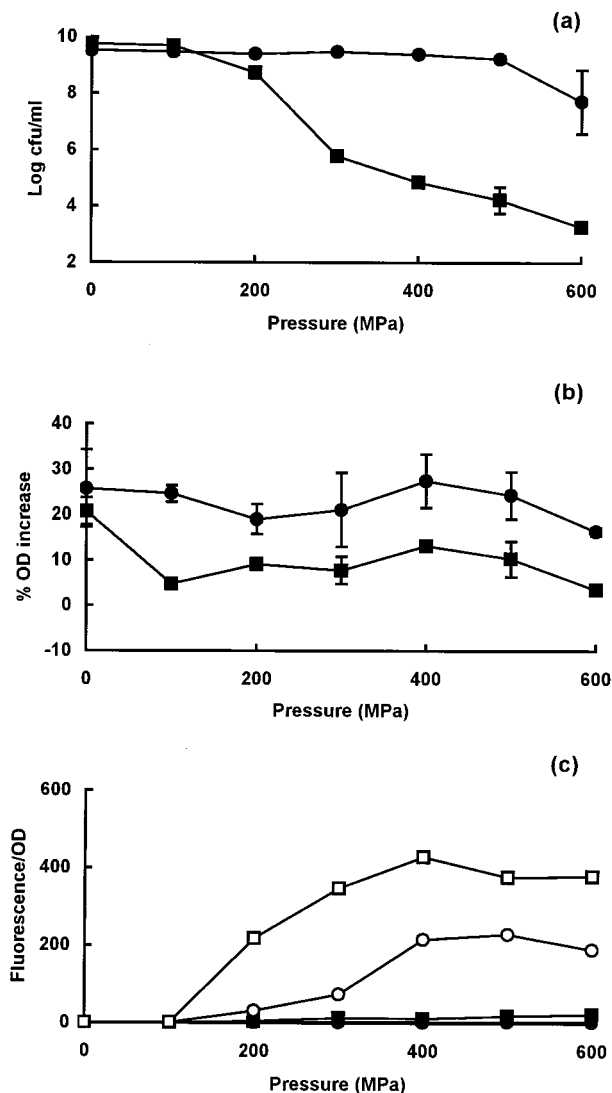 (a)
10
8
6
4
2
Log cfu/ml
0 200 400 600
Pressure (MPa)
(b)
40
30
20
10
0
-10
% OD increase
0 200 400 600
Pressure (MPa)
(c)
600
400
200
0
Fluorescence/OD
0 200 400 600
Pressure (MPa)